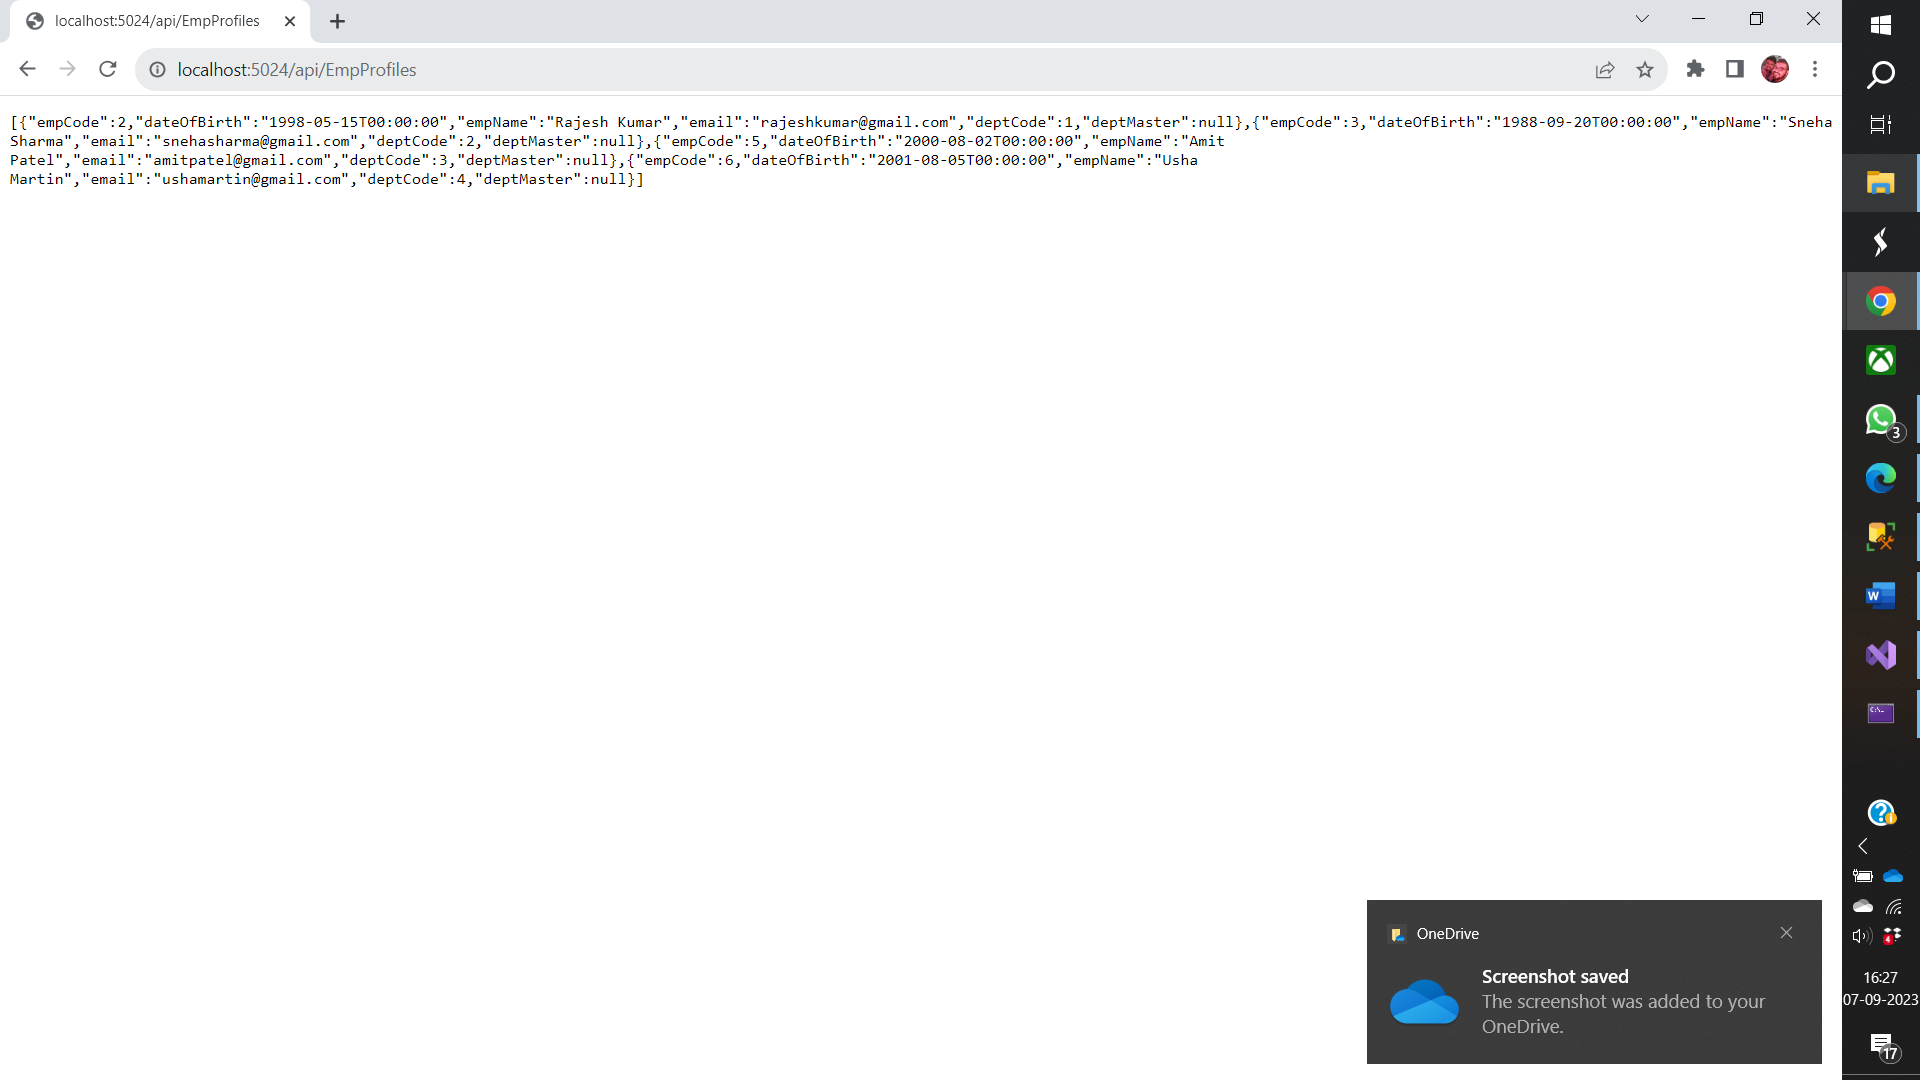 localhost:5024/api/EmpProfiles
localhost:5024/api/EmpProfiles
[{"empCode":2,"dateOfBirth":"1998-05-15T00:00:00","empName":"Rajesh Kumar","email":"rajeshkumar@gmail.com","deptCode":1,"deptMaster":null},{"empCode":3,"dateOfBirth":"1988-09-20T00:00:00","empName":"Sneha
Sharma","email":"snehasharma@gmail.com","deptCode":2,"deptMaster":null},{"empCode":5,"dateOfBirth":"2000-08-02T00:00:00","empName":"Amit
Patel","email":"amitpatel@gmail.com","deptCode":3,"deptMaster":null},{"empCode":6,"dateOfBirth":"2001-08-05T00:00:00","empName":"Usha
Martin","email":"ushamartin@gmail.com","deptCode":4,"deptMaster":null}]
3
W
C:\_
OneDrive
Screenshot saved
The screenshot was added to your
OneDrive.
4
16:27
07-09-2023
17